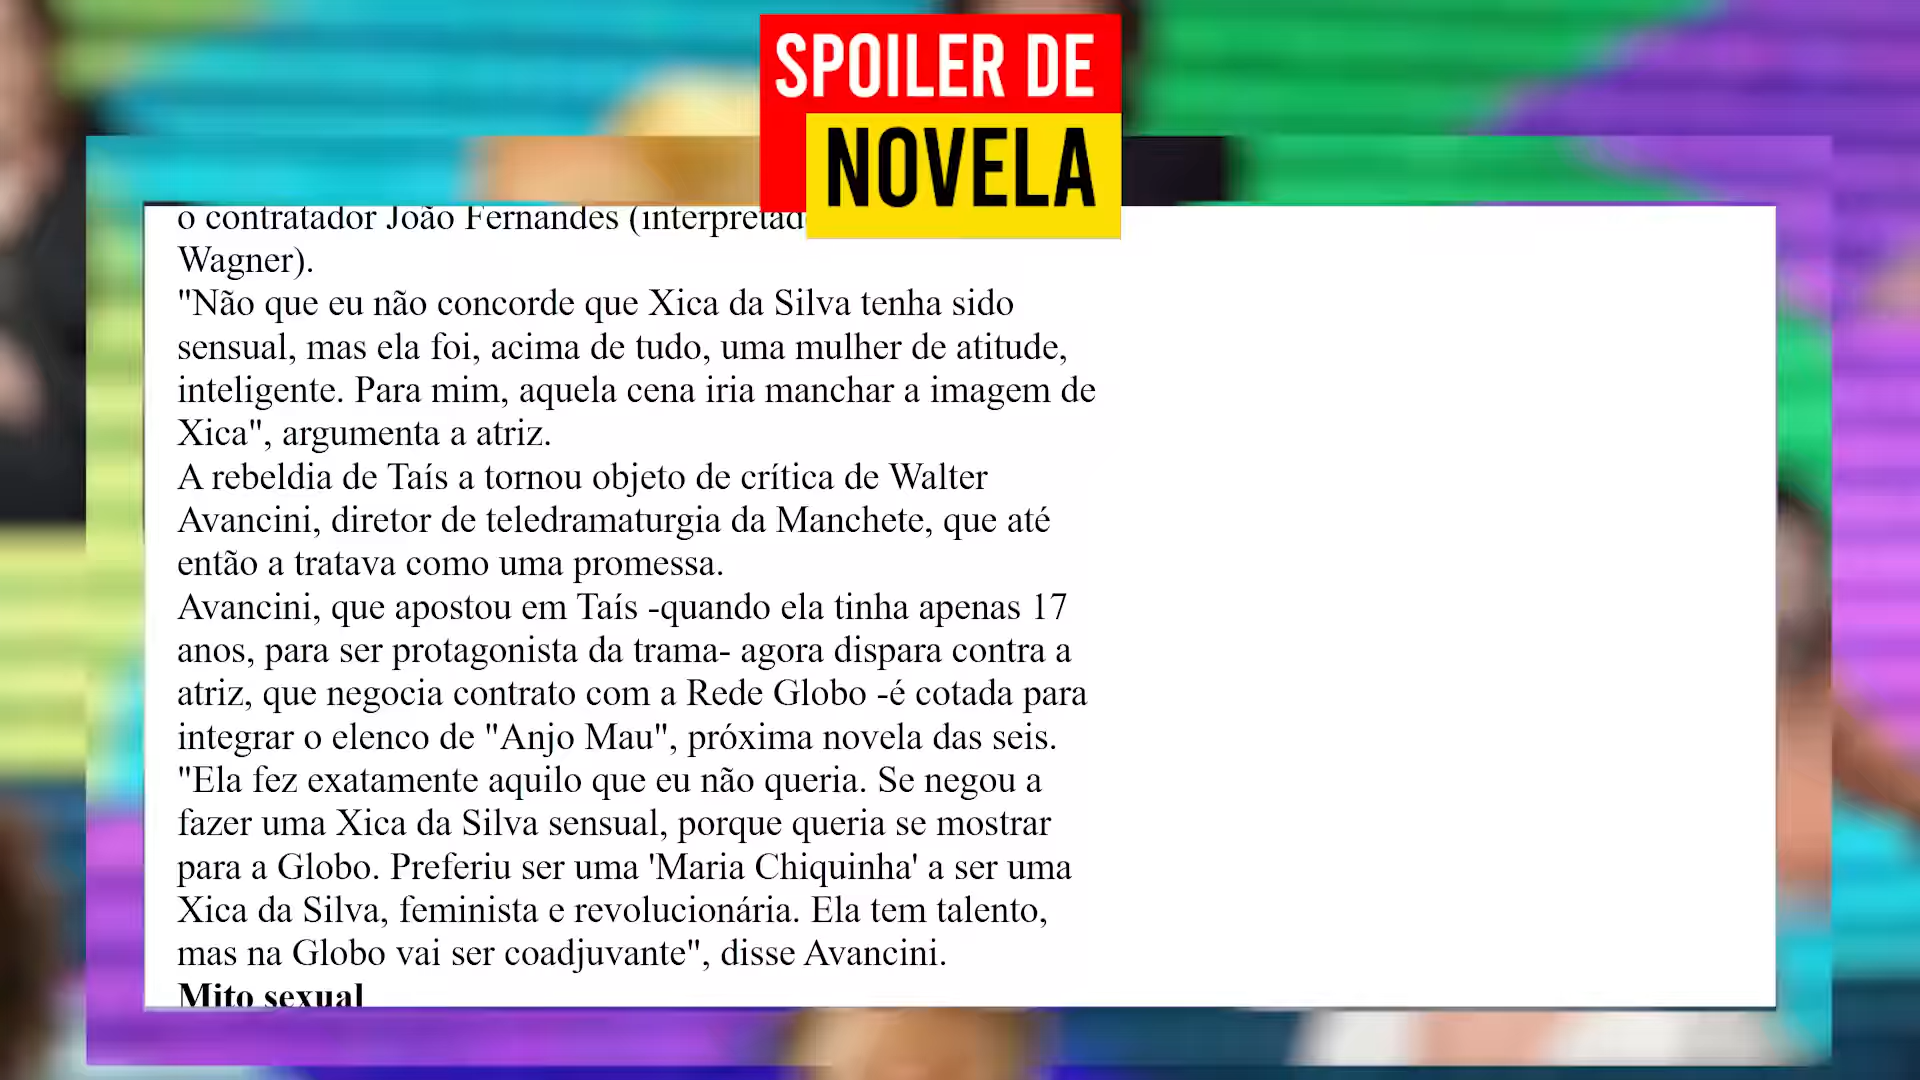 SPOILER DE
NOVELA
o contratador João Fernandes (interpretad
Wagner).
"Não que eu não concorde que Xica da Silva tenha sido
sensual, mas ela foi, acima de tudo, uma mulher de atitude,
inteligente. Para mim, aquela cena iria manchar a imagem de
Xica", argumenta a atriz.
A rebeldia de Taís a tornou objeto de crítica de Walter
Avancini, diretor de teledramaturgia da Manchete, que até
então a tratava como uma promessa.
Avancini, que apostou em Taís -quando ela tinha apenas 17
anos, para ser protagonista da trama- agora dispara contra a
atriz, que negocia contrato com a Rede Globo -é cotada para
integrar o elenco de "Anjo Mau", próxima novela das seis.
"Ela fez exatamente aquilo que eu não queria. Se negou a
fazer uma Xica da Silva sensual, porque queria se mostrar
para a Globo. Preferiu ser uma 'Maria Chiquinha' a ser uma
Xica da Silva, feminista e revolucionária. Ela tem talento,
mas na Globo vai ser coadjuvante", disse Avancini.
Mito sexual